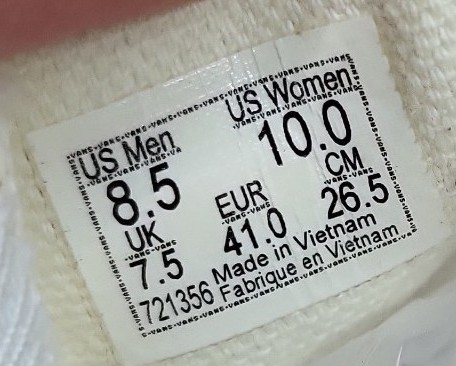 US Men US Women
8.5 10.0
UK EUR CM
7.5 41.0 26.5
721356 Made in Vietnam
Fabrique en Vietnam